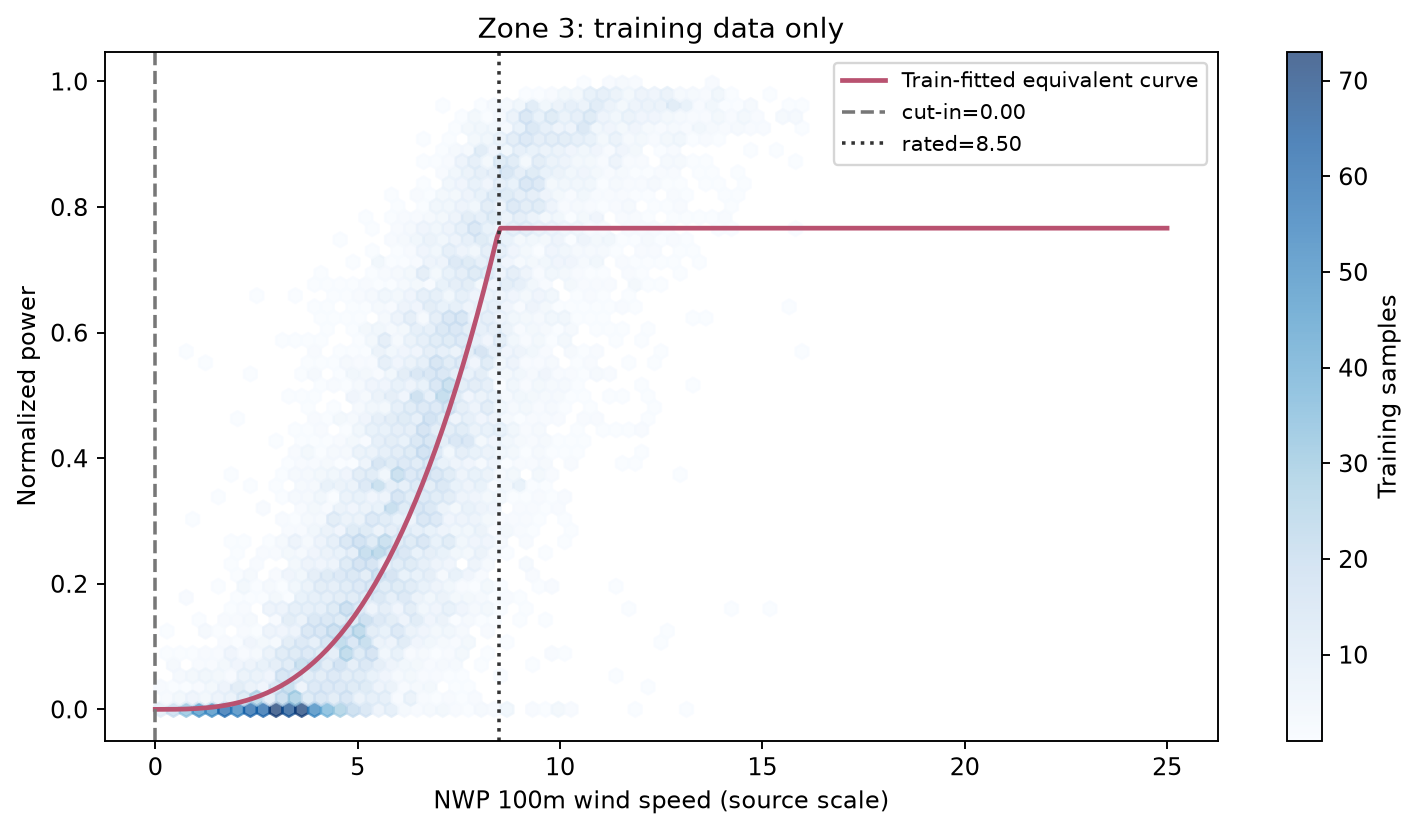 Zone 3: training data only
Train-fitted equivalent curve
cut-in=0.00
rated=8.50
1.0
0.8
0.6
0.4
0.2
0.0
Normalized power
0 5 10 15 20 25
NWP 100m wind speed (source scale)
70
60
50
40
30
20
10
Training samples